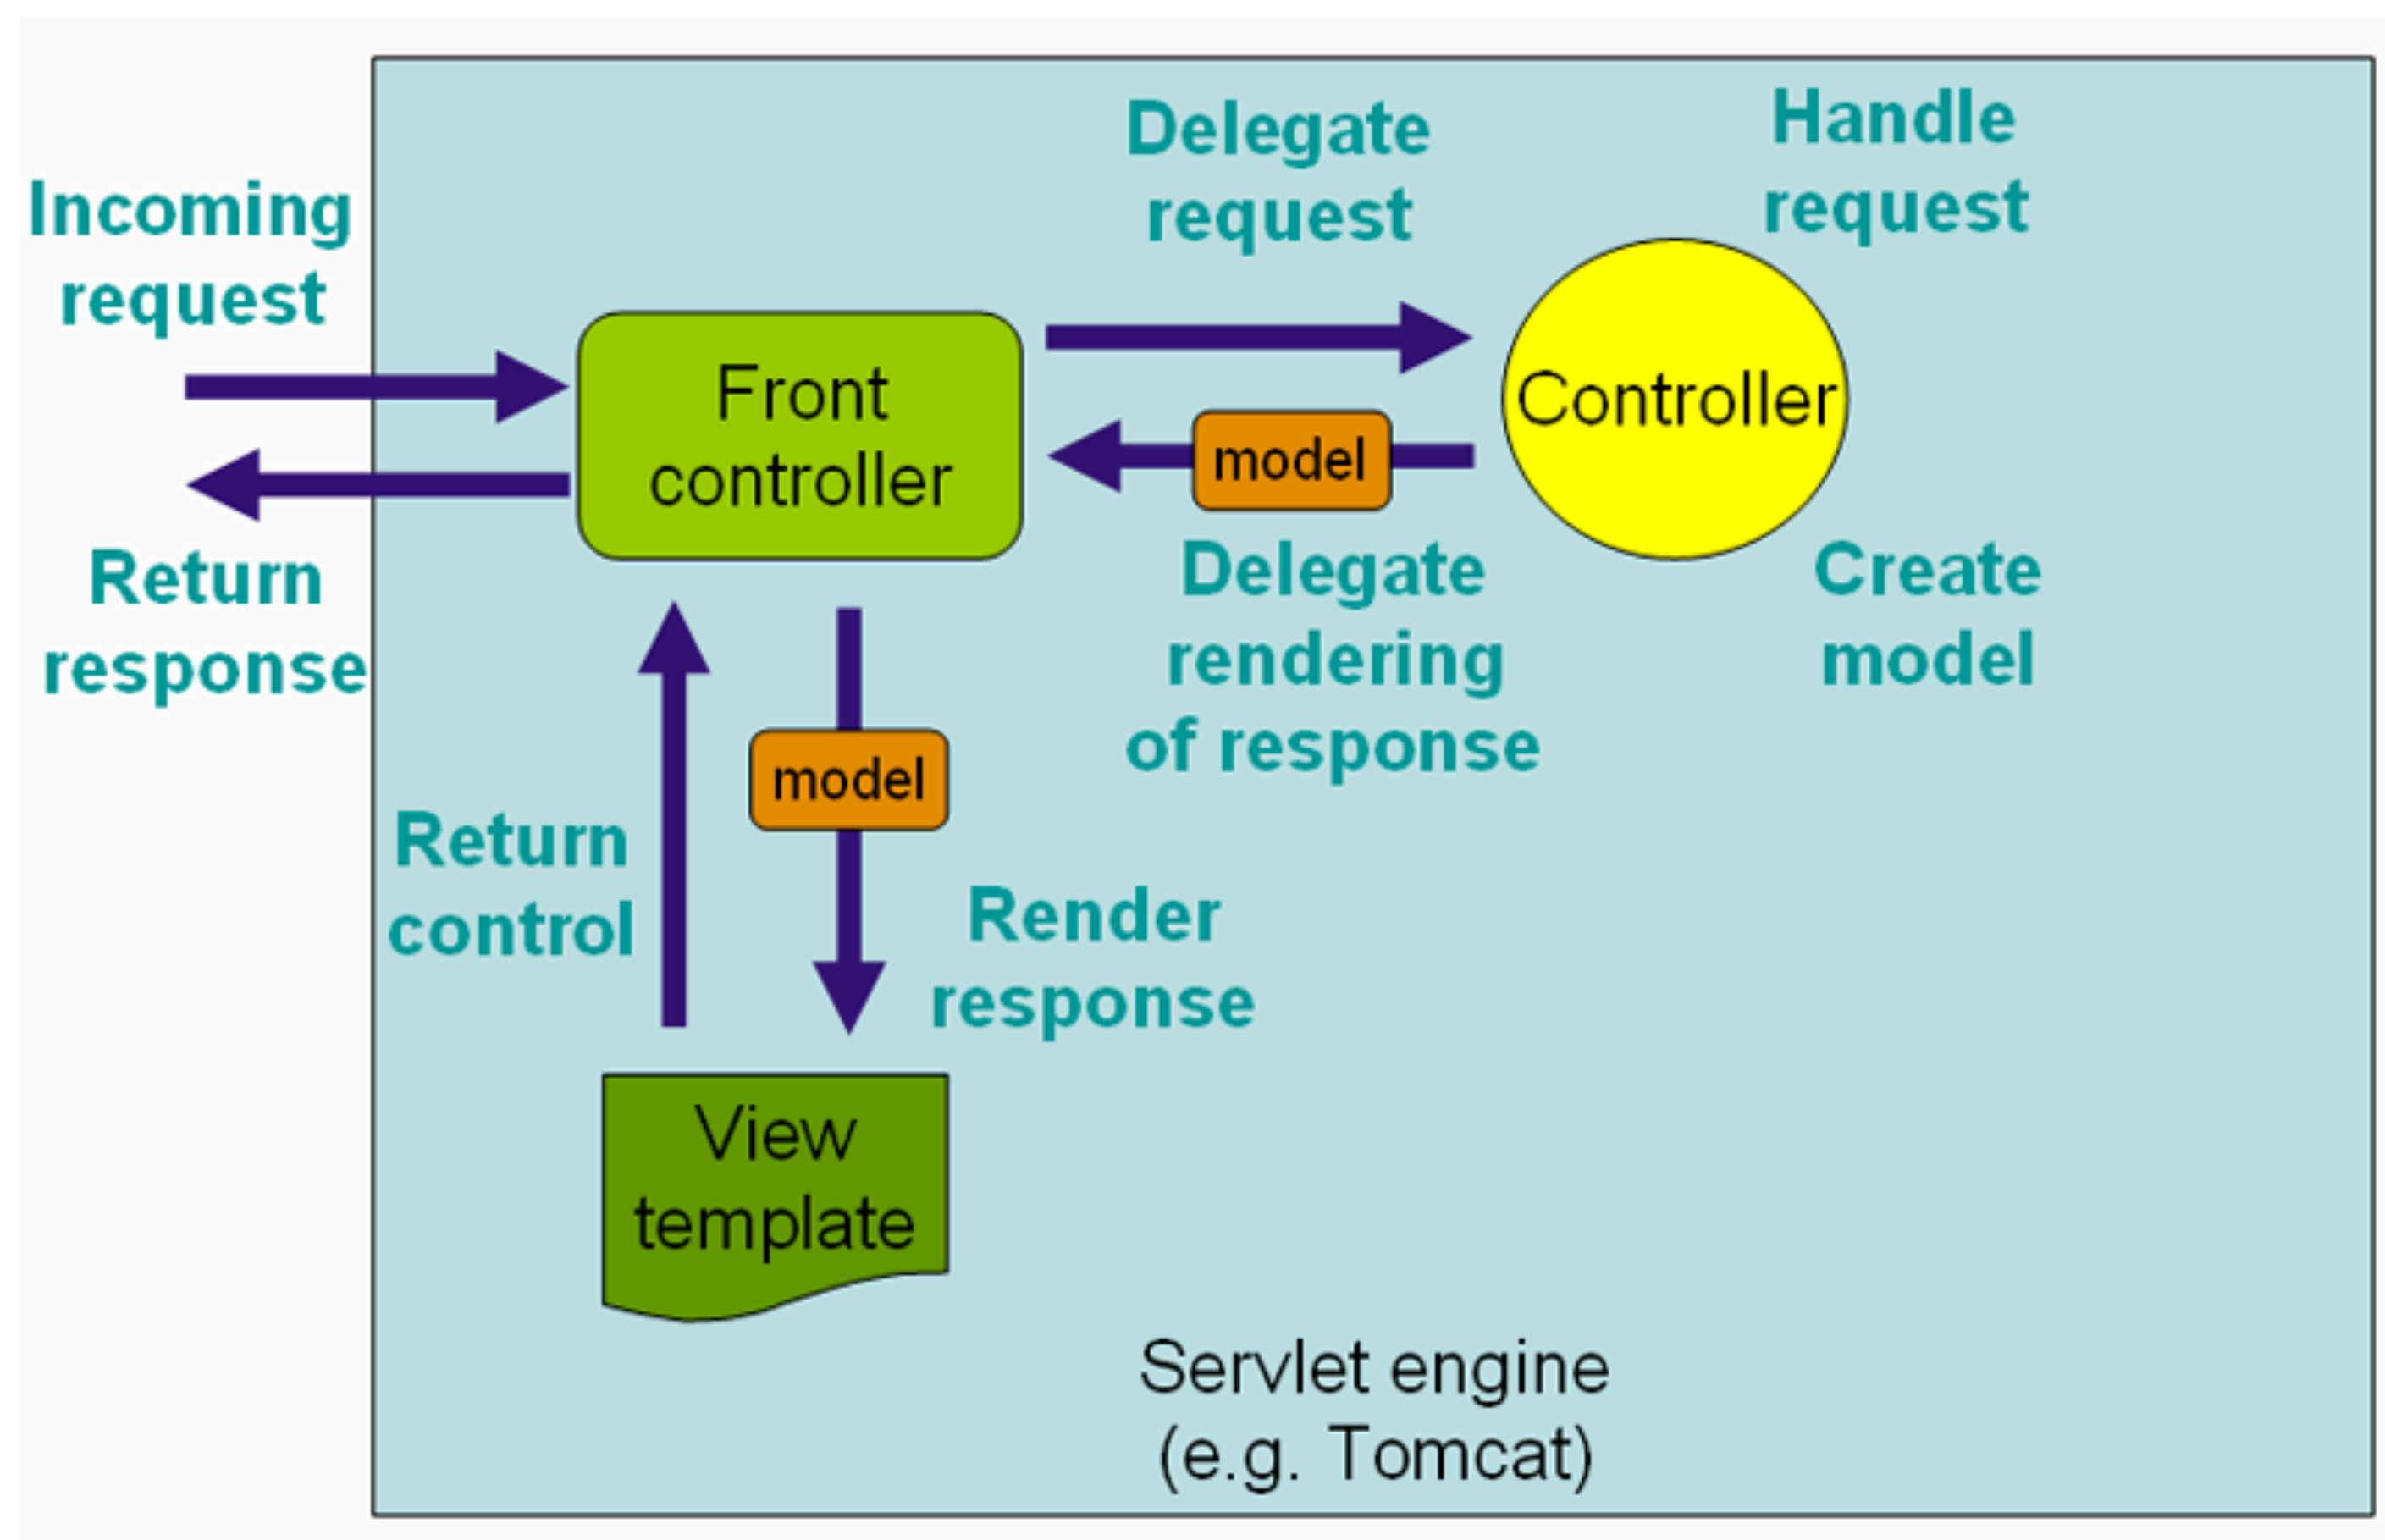 Incoming
request
Return
response
Front
controller
Delegate
request
Handle
request
Controller
model
Delegate
rendering
of response
Create
model
Return
control
model
Render
response
View
template
Servlet engine
(e.g. Tomcat)